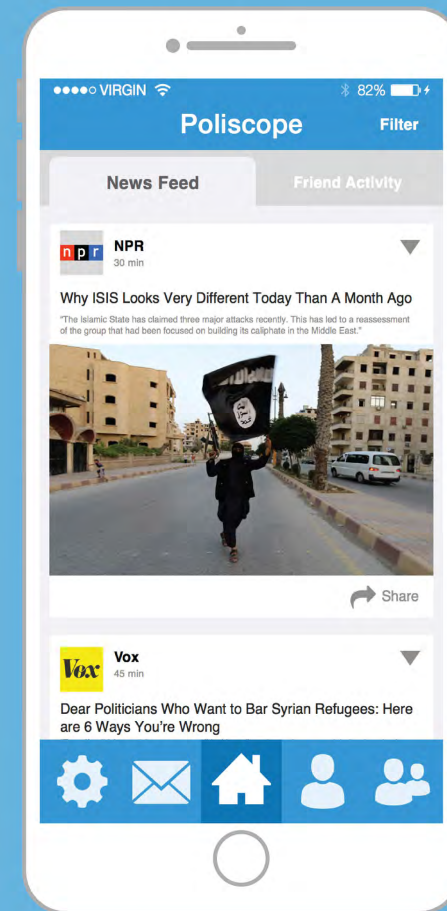 VIRGIN 82%
Poliscope Filter
News Feed Friend Activity
npr NPR
30 min
Why ISIS Looks Very Different Today Than A Month Ago
"The Islamic State has claimed three major attacks recently. This has led to a reassessment
of the group that had been focused on building its caliphate in the Middle East."
Share
Vox Vox
45 min
Dear Politicians Who Want to Bar Syrian Refugees: Here
are 6 Ways You're Wrong